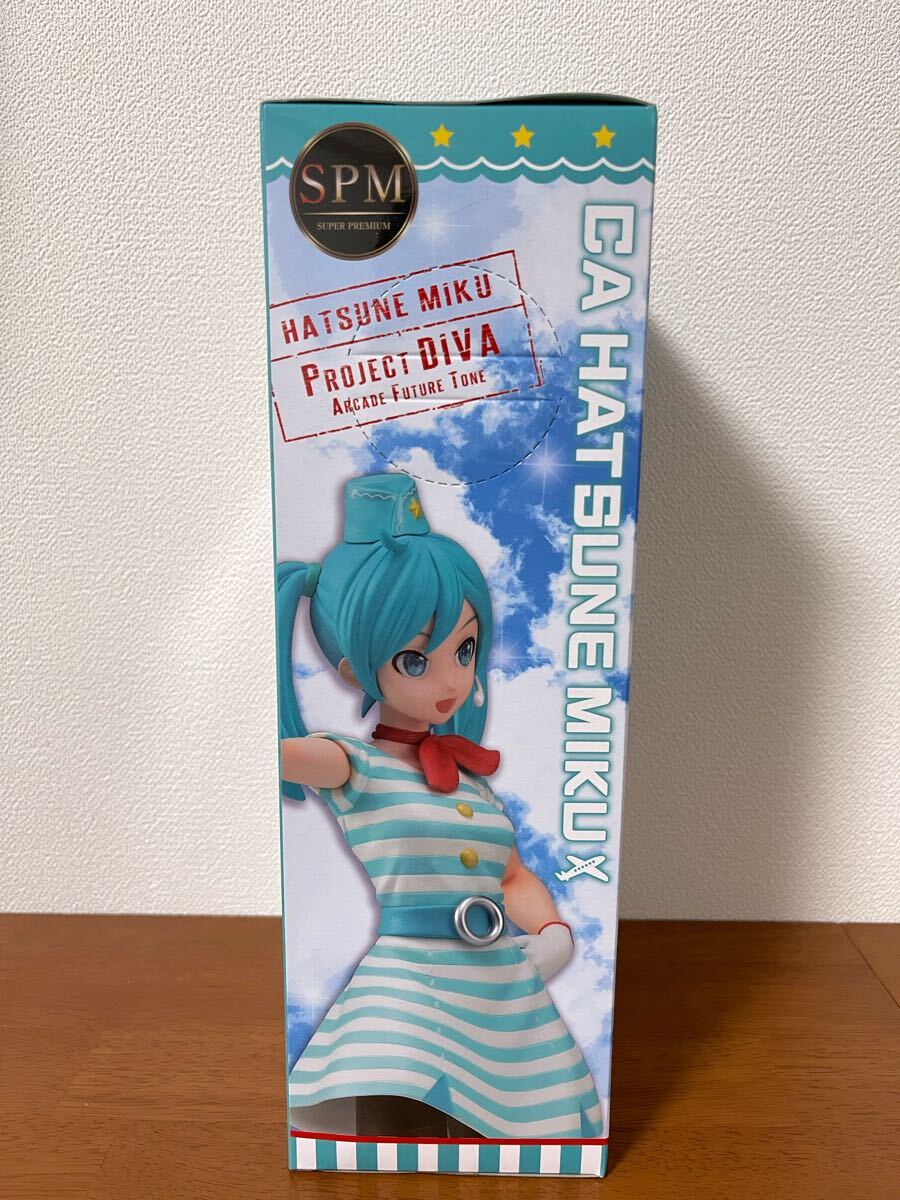 SPM
SUPER PREMIUM
HATSUNE MiKU
PROJECT DiVA
ARCADE FUTURE TONE
CA HATSUNE MIKU